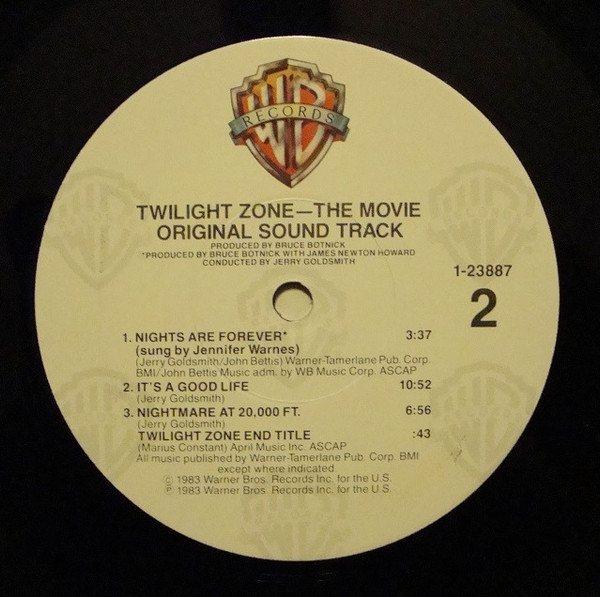 WB
RECORDS
TWILIGHT ZONE—THE MOVIE
ORIGINAL SOUND TRACK
PRODUCED BY BRUCE BOTNICK
*PRODUCED BY BRUCE BOTNICK WITH JAMES NEWTON HOWARD
CONDUCTED BY JERRY GOLDSMITH
1-23887
2
1. NIGHTS ARE FOREVER* 3:37
(sung by Jennifer Warnes)
(Jerry Goldsmith/John Bettis) Warner-Tamerlane Pub. Corp.
BMI/John Bettis Music adm. by WB Music Corp. ASCAP
2. IT'S A GOOD LIFE 10:52
(Jerry Goldsmith)
3. NIGHTMARE AT 20,000 FT. 6:56
(Jerry Goldsmith)
TWILIGHT ZONE END TITLE :43
(Marius Constant) April Music Inc. ASCAP
All music published by Warner-Tamerlane Pub. Corp. BMI
except where indicated
© 1983 Warner Bros. Records Inc. for the U.S.
℗ 1983 Warner Bros. Records Inc. for the U.S.